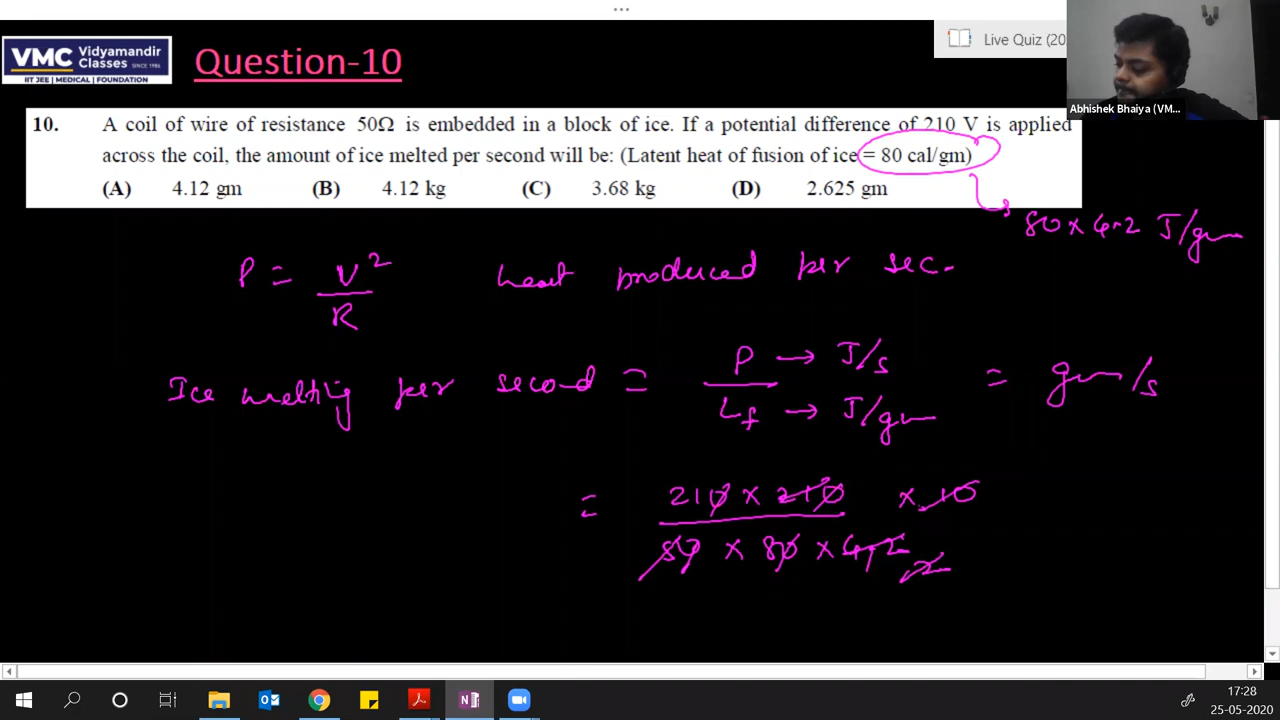 VMC Vidyamandir Classes SINCE 1986
IIT JEE | MEDICAL | FOUNDATION
Question-10
Live Quiz (20
Abhishek Bhaiya (VM...
10. A coil of wire of resistance 50Ω is embedded in a block of ice. If a potential difference of 210 V is applied
across the coil, the amount of ice melted per second will be: (Latent heat of fusion of ice = 80 cal/gm)
(A) 4.12 gm (B) 4.12 kg (C) 3.68 kg (D) 2.625 gm
80 x 4.2 J/gm
P = V² / R heat produced per sec.
Ice melting per second = P → J/s = gm/s
Lf → J/gm
= 210 x 210 x 10
80 x 4.2 2
17:28
25-05-2020